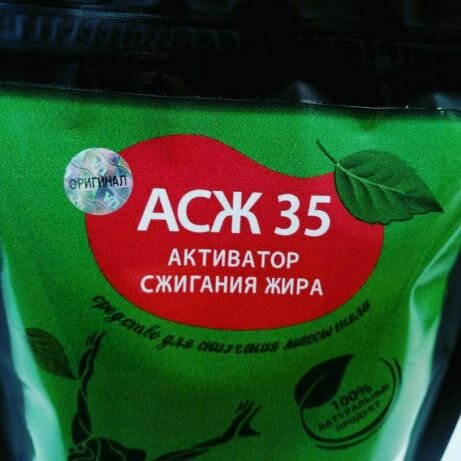 ОРИГИНАЛ
АСЖ 35
АКТИВАТОР
СЖИГАНИЯ ЖИРА
средство для снижения массы тела
100%
НАТУРАЛЬНЫЙ
ПРОДУКТ